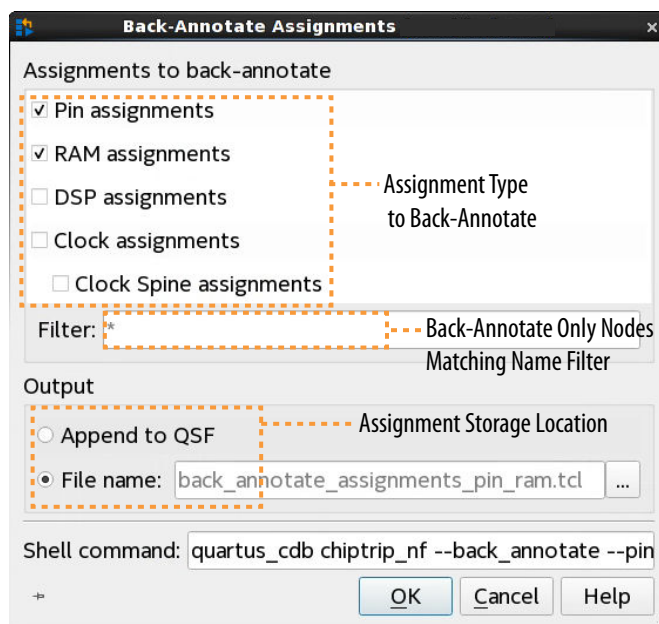 Back-Annotate Assignments ×
Assignments to back-annotate
Pin assignments
RAM assignments
DSP assignments
Clock assignments
Clock Spine assignments
Assignment Type
to Back-Annotate
Filter: *
Back-Annotate Only Nodes
Matching Name Filter
Output
Append to QSF
Assignment Storage Location
File name: back_annotate_assignments_pin_ram.tcl ...
Shell command: quartus_cdb chiptrip_nf --back_annotate --pin
OK Cancel Help